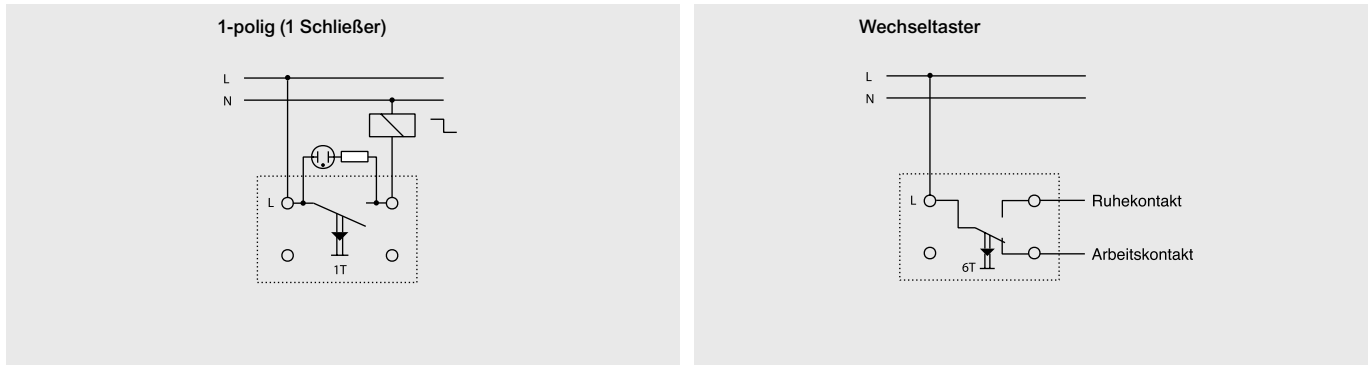 1-polig (1 Schließer)
L
N
L
1T
Wechseltaster
L
N
L
Ruhekontakt
Arbeitskontakt
6T